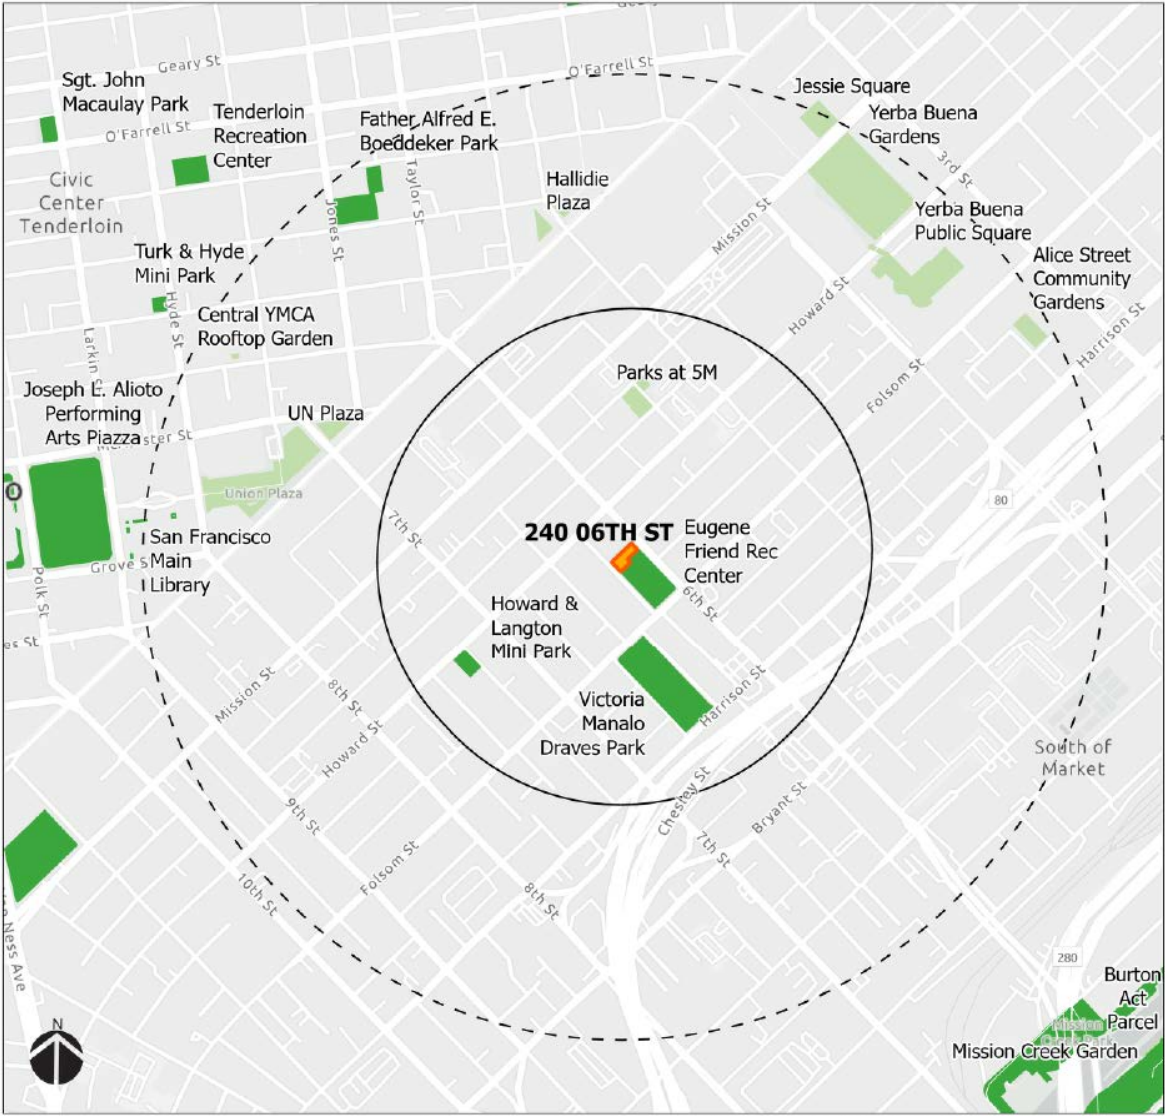 Geary St
O'Farrell St
Sgt. John
Macaulay Park
Jessie Square
Tenderloin
Recreation
Center
Father Alfred E.
Boeddeker Park
Yerba Buena
Gardens
O'Farrell St
3rd St
Civic
Center
Tenderloin
Taylor St
Jones St
Hallidie
Plaza
Mission St
Yerba Buena
Public Square
Turk & Hyde
Mini Park
Alice Street
Community
Gardens
Hyde St
Howard St
Central YMCA
Rooftop Garden
Harrison St
Larkin St
Parks at 5M
Folsom St
Joseph L. Alioto
Performing
Arts Piazza
UN Plaza
Union Plaza
80
7th St
240 06TH ST
Eugene
Friend Rec
Center
San Francisco
Main
Library
Grove S
Polk St
6th St
Howard &
Langton
Mini Park
es St
Mission St
8th St
Victoria
Manalo
Draves Park
Harrison St
Howard St
South of
Market
Chesley St
Bryant St
9th St
7th St
Folsom St
10th St
8th St
Ness Ave
280
Burton
Act
Parcel
Mission
Mission Creek Garden
N